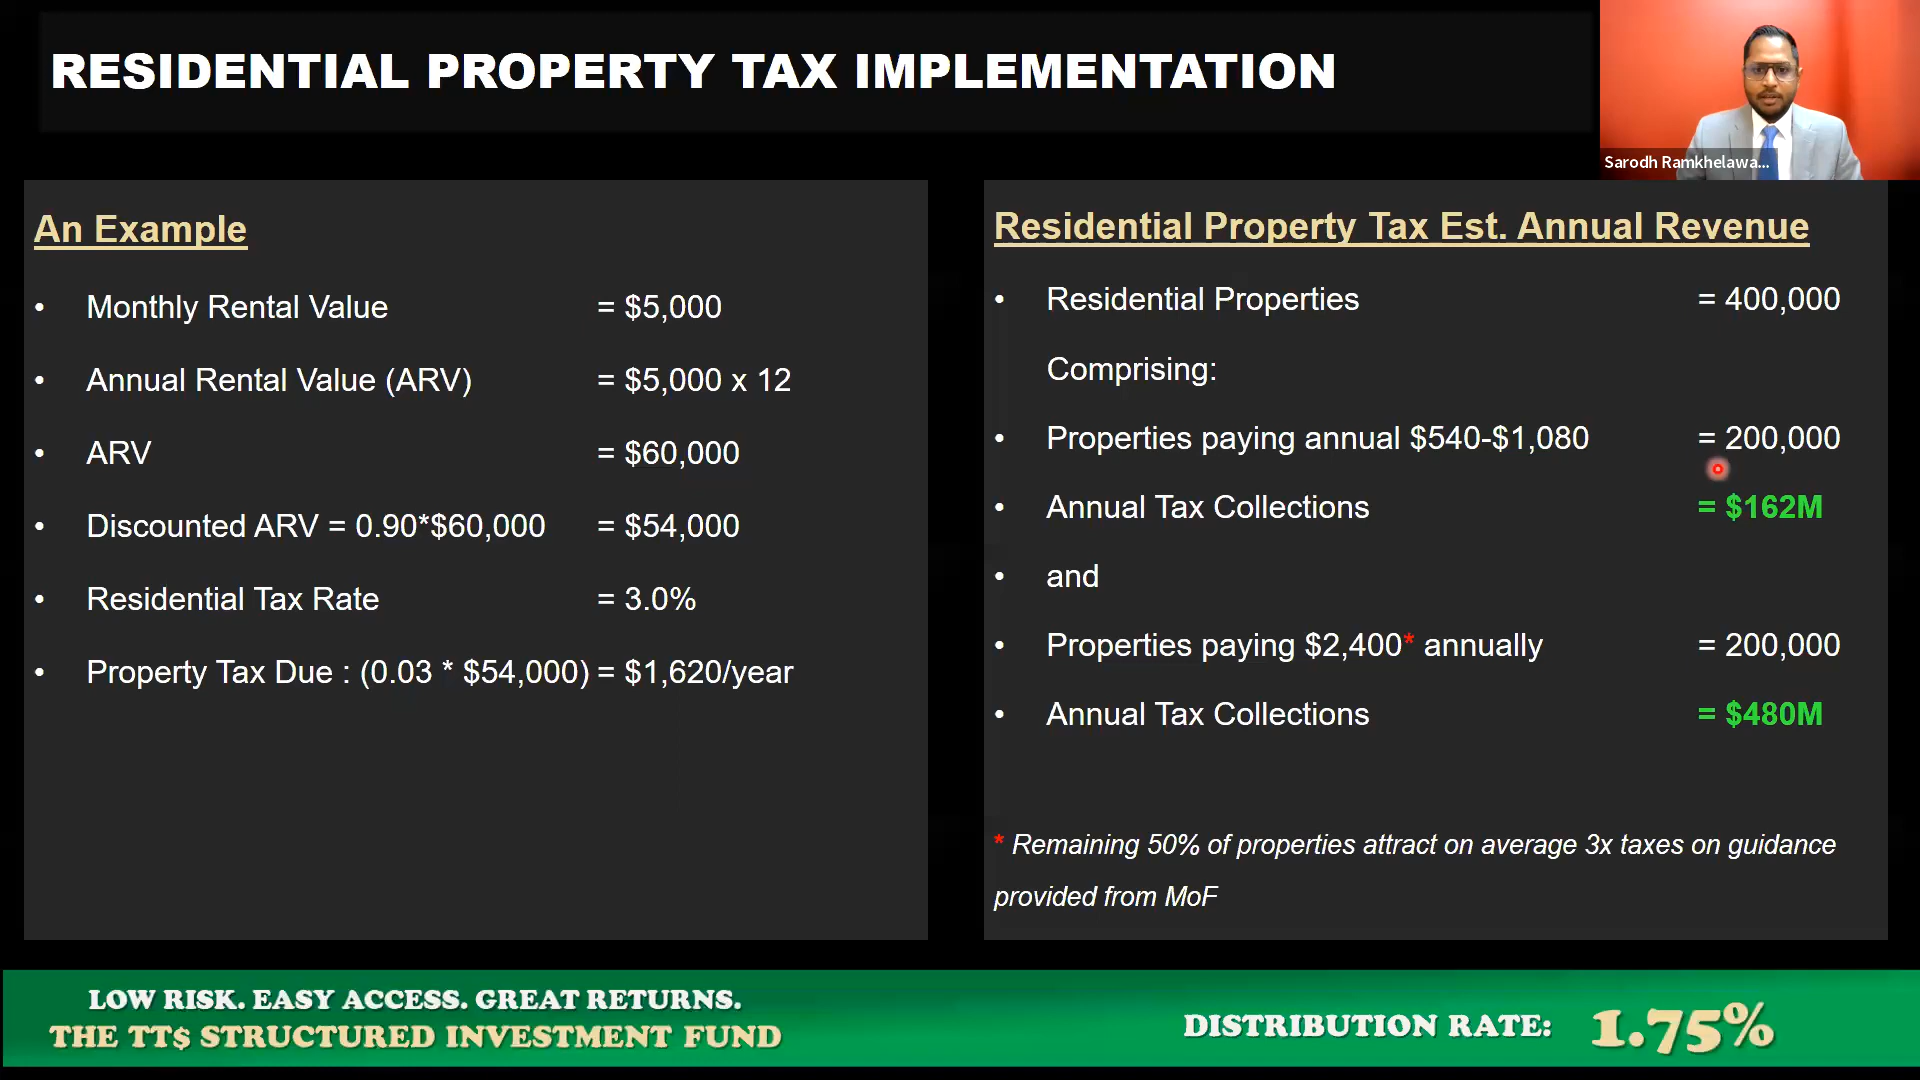 RESIDENTIAL PROPERTY TAX IMPLEMENTATION
Sarodh Ramkhelawa...
An Example
• Monthly Rental Value = $5,000
• Annual Rental Value (ARV) = $5,000 x 12
• ARV = $60,000
• Discounted ARV = 0.90*$60,000 = $54,000
• Residential Tax Rate = 3.0%
• Property Tax Due : (0.03 * $54,000) = $1,620/year
Residential Property Tax Est. Annual Revenue
• Residential Properties = 400,000
Comprising:
• Properties paying annual $540-$1,080 = 200,000
• Annual Tax Collections = $162M
• and
• Properties paying $2,400* annually = 200,000
• Annual Tax Collections = $480M
* Remaining 50% of properties attract on average 3x taxes on guidance
provided from MoF
LOW RISK. EASY ACCESS. GREAT RETURNS.
THE TT$ STRUCTURED INVESTMENT FUND
DISTRIBUTION RATE: 1.75%